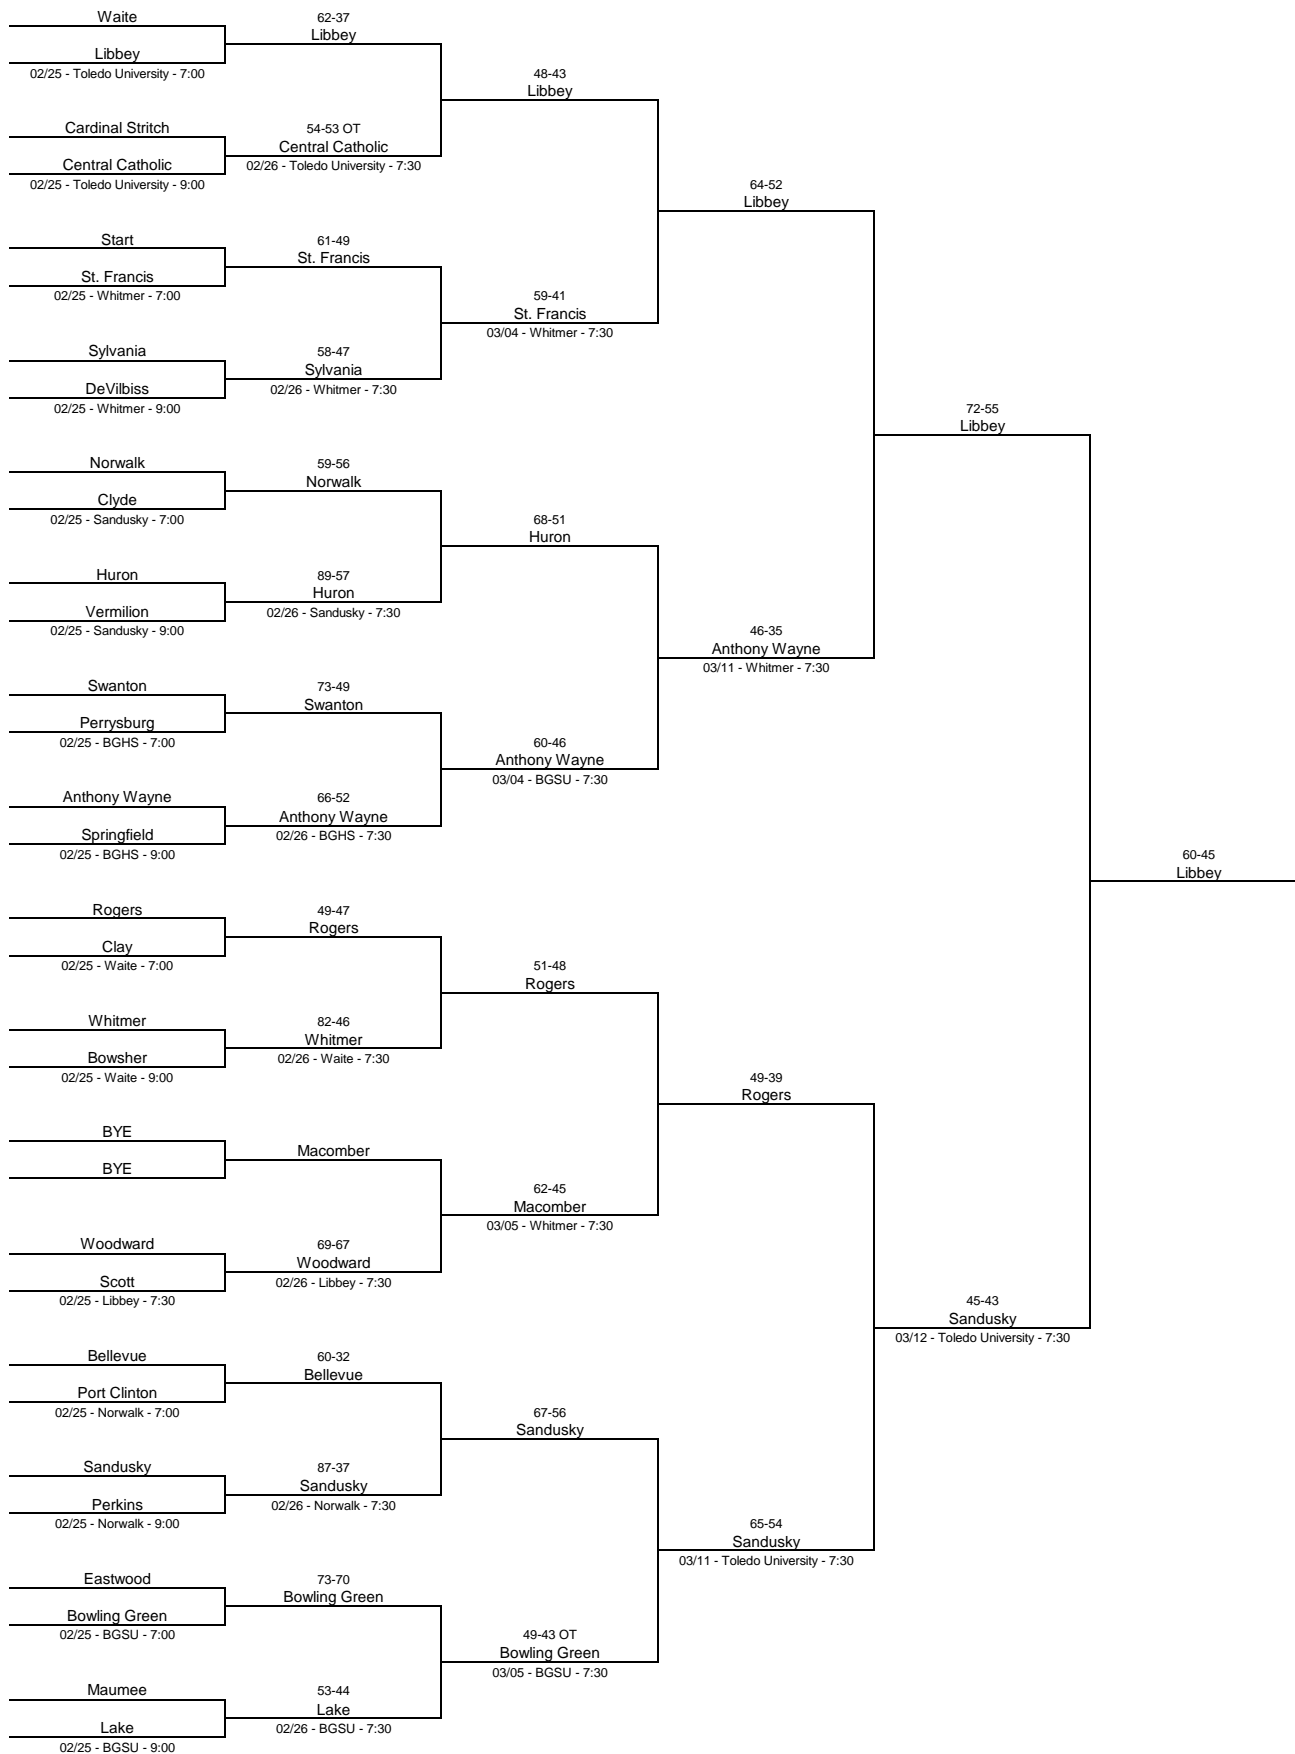 Waite
Libbey
02/25 - Toledo University - 7:00
Cardinal Stritch
Central Catholic
02/25 - Toledo University - 9:00
Start
St. Francis
02/25 - Whitmer - 7:00
Sylvania
DeVilbiss
02/25 - Whitmer - 9:00
Norwalk
Clyde
02/25 - Sandusky - 7:00
Huron
Vermilion
02/25 - Sandusky - 9:00
Swanton
Perrysburg
02/25 - BGHS - 7:00
Anthony Wayne
Springfield
02/25 - BGHS - 9:00
Rogers
Clay
02/25 - Waite - 7:00
Whitmer
Bowsher
02/25 - Waite - 9:00
BYE
BYE
Woodward
Scott
02/25 - Libbey - 7:30
Bellevue
Port Clinton
02/25 - Norwalk - 7:00
Sandusky
Perkins
02/25 - Norwalk - 9:00
Eastwood
Bowling Green
02/25 - BGSU - 7:00
Maumee
Lake
02/25 - BGSU - 9:00
62-37
Libbey
54-53 OT
Central Catholic
02/26 - Toledo University - 7:30
61-49
St. Francis
58-47
Sylvania
02/26 - Whitmer - 7:30
59-56
Norwalk
89-57
Huron
02/26 - Sandusky - 7:30
73-49
Swanton
66-52
Anthony Wayne
02/26 - BGHS - 7:30
49-47
Rogers
82-46
Whitmer
02/26 - Waite - 7:30
Macomber
69-67
Woodward
02/26 - Libbey - 7:30
60-32
Bellevue
87-37
Sandusky
02/26 - Norwalk - 7:30
73-70
Bowling Green
53-44
Lake
02/26 - BGSU - 7:30
48-43
Libbey
59-41
St. Francis
03/04 - Whitmer - 7:30
68-51
Huron
60-46
Anthony Wayne
03/04 - BGSU - 7:30
51-48
Rogers
62-45
Macomber
03/05 - Whitmer - 7:30
67-56
Sandusky
49-43 OT
Bowling Green
03/05 - BGSU - 7:30
64-52
Libbey
46-35
Anthony Wayne
03/11 - Whitmer - 7:30
49-39
Rogers
65-54
Sandusky
03/11 - Toledo University - 7:30
72-55
Libbey
45-43
Sandusky
03/12 - Toledo University - 7:30
60-45
Libbey